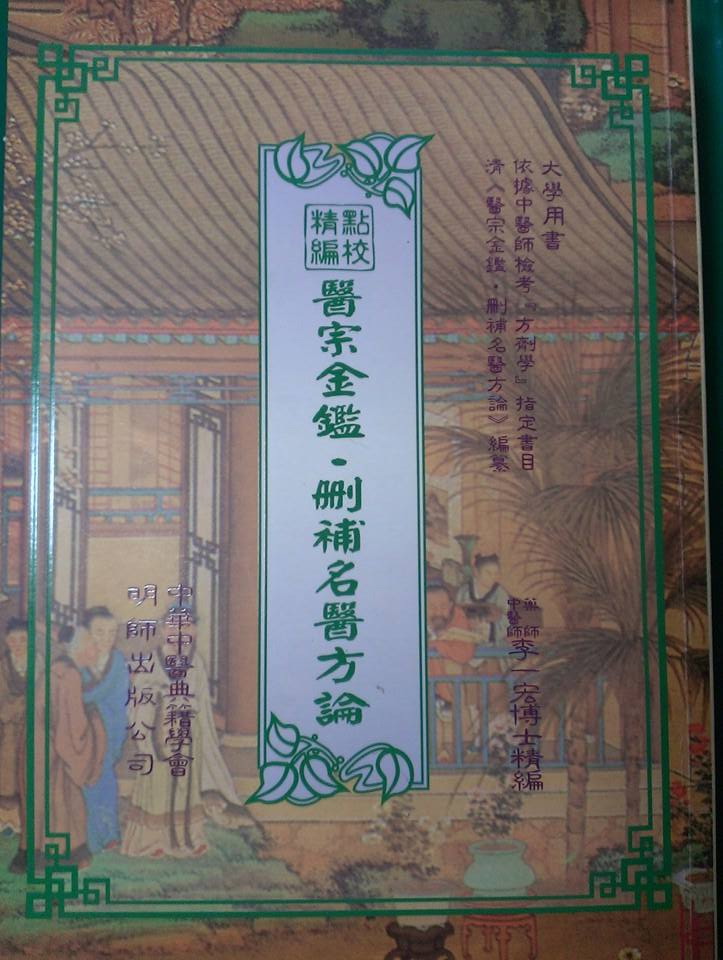 大學用書
依據中醫師檢考『方劑學』指定書目
清《醫宗金鑑·刪補名醫方論》編纂
藥師
中醫師
李一宏博士精編
點校
精編
醫宗金鑑·刪補名醫方論
中華中醫典籍學會
明師出版公司